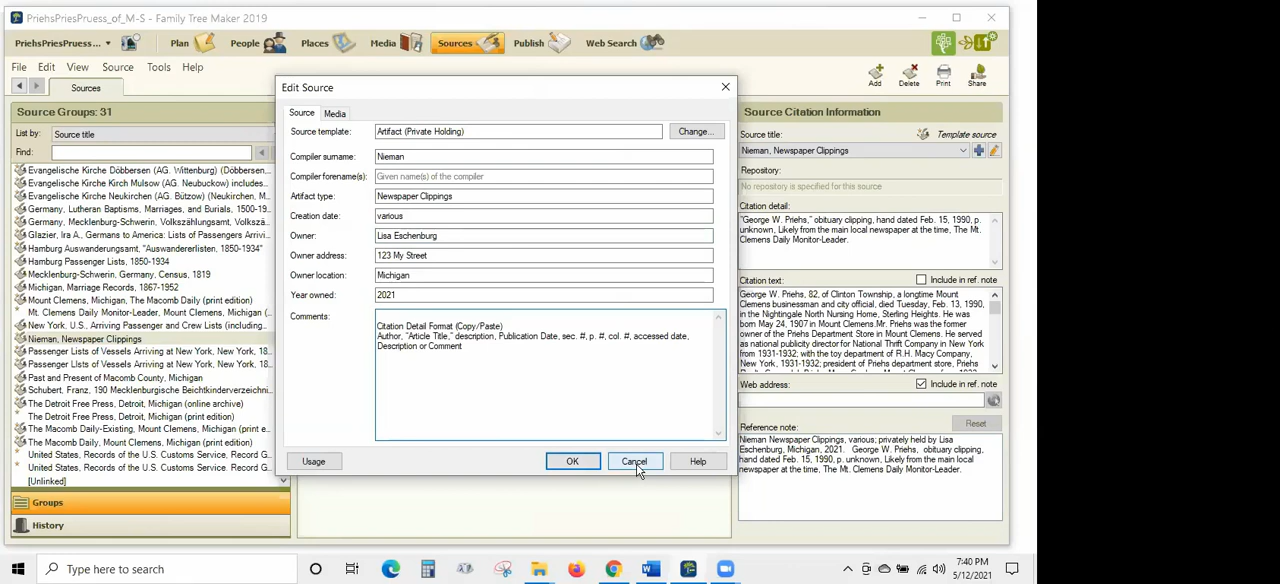 PriehsPriesPruess_of_M-S - Family Tree Maker 2019
PriehsPriesPruess...
Plan
People
Places
Media
Sources
Publish
Web Search
File Edit View Source Tools Help
Add
Delete
Print
Share
Sources
Source Groups: 31
List by: Source title
Find:
Evangelische Kirche Döbbersen (AG. Wittenburg) (Döbbersen,...
Evangelische Kirche Kirch Mulsow (AG. Neubuckow) includes...
Evangelische Kirche Neukirchen (AG. Bützow) (Neukirchen, M...
Germany, Lutheran Baptisms, Marriages, and Burials, 1500-19...
Germany, Mecklenburg-Schwerin, Volkszählungsamt, Volksz...
Glazier, Ira A., Germans to America: Lists of Passengers Arrivi...
Hamburg Auswanderungsamt, "Auswandererlisten, 1850-1934"
Hamburg Passenger Lists, 1850-1934
Mecklenburg-Schwerin, Germany, Census, 1819
Michigan, Marriage Records, 1867-1952
Mount Clemens, Michigan, The Macomb Daily (print edition)
Mt. Clemens Daily Monitor-Leader, Mount Clemens, Michigan (...
New York, U.S., Arriving Passenger and Crew Lists (including...
Nieman, Newspaper Clippings
Passenger Lists of Vessels Arriving at New York, New York, 18...
Passenger Lists of Vessels Arriving at New York, New York, 18...
Past and Present of Macomb County, Michigan
Schubert, Franz, 190 Mecklenburgische Beichtkinderverzeichni...
The Detroit Free Press, Detroit, Michigan (online archive)
The Detroit Free Press, Detroit, Michigan (print edition)
The Macomb Daily-Existing, Mount Clemens, Michigan (print e...
The Macomb Daily, Mount Clemens, Michigan (print edition)
United States, Records of the U.S. Customs Service, Record G...
United States, Records of the U.S. Customs Service, Record G...
[Unlinked]
Groups
History
Edit Source
Source Media
Source template: Artifact (Private Holding) Change...
Compiler surname: Nieman
Compiler forename(s): Given name(s) of the compiler
Artifact type: Newspaper Clippings
Creation date: various
Owner: Lisa Eschenburg
Owner address: 123 My Street
Owner location: Michigan
Year owned: 2021
Comments:
Citation Detail Format (Copy/Paste)
Author, "Article Title," description, Publication Date, sec. #, p. #, col. #, accessed date,
Description or Comment
Usage OK Cancel Help
Source Citation Information
Source title: Template source
Nieman, Newspaper Clippings
Repository:
No repository is specified for this source
Citation detail:
"George W. Priehs," obituary clipping, hand dated Feb. 15, 1990, p.
unknown, Likely from the main local newspaper at the time, The Mt.
Clemens Daily Monitor-Leader.
Citation text: Include in ref. note
George W. Priehs, 82, of Clinton Township, a longtime Mount
Clemens businessman and city official, died Tuesday, Feb. 13, 1990,
in the Nightingale North Nursing Home, Sterling Heights. He was
born May 24, 1907 in Mount Clemens.Mr. Priehs was the former
owner of the Priehs Department Store in Mount Clemens. He served
as national publicity director for National Thrift Company in New
York from 1931-1932; with the toy department of R.H. Macy Company,
New York, 1931-1932; president of Priehs department store, Priehs
Web address: Include in ref. note
Reference note: Reset
Nieman Newspaper Clippings, various; privately held by Lisa
Eschenburg, Michigan, 2021. George W. Priehs, obituary clipping,
hand dated Feb. 15, 1990, p. unknown, Likely from the main local
newspaper at the time, The Mt. Clemens Daily Monitor-Leader.
Type here to search
7:40 PM
5/12/2021